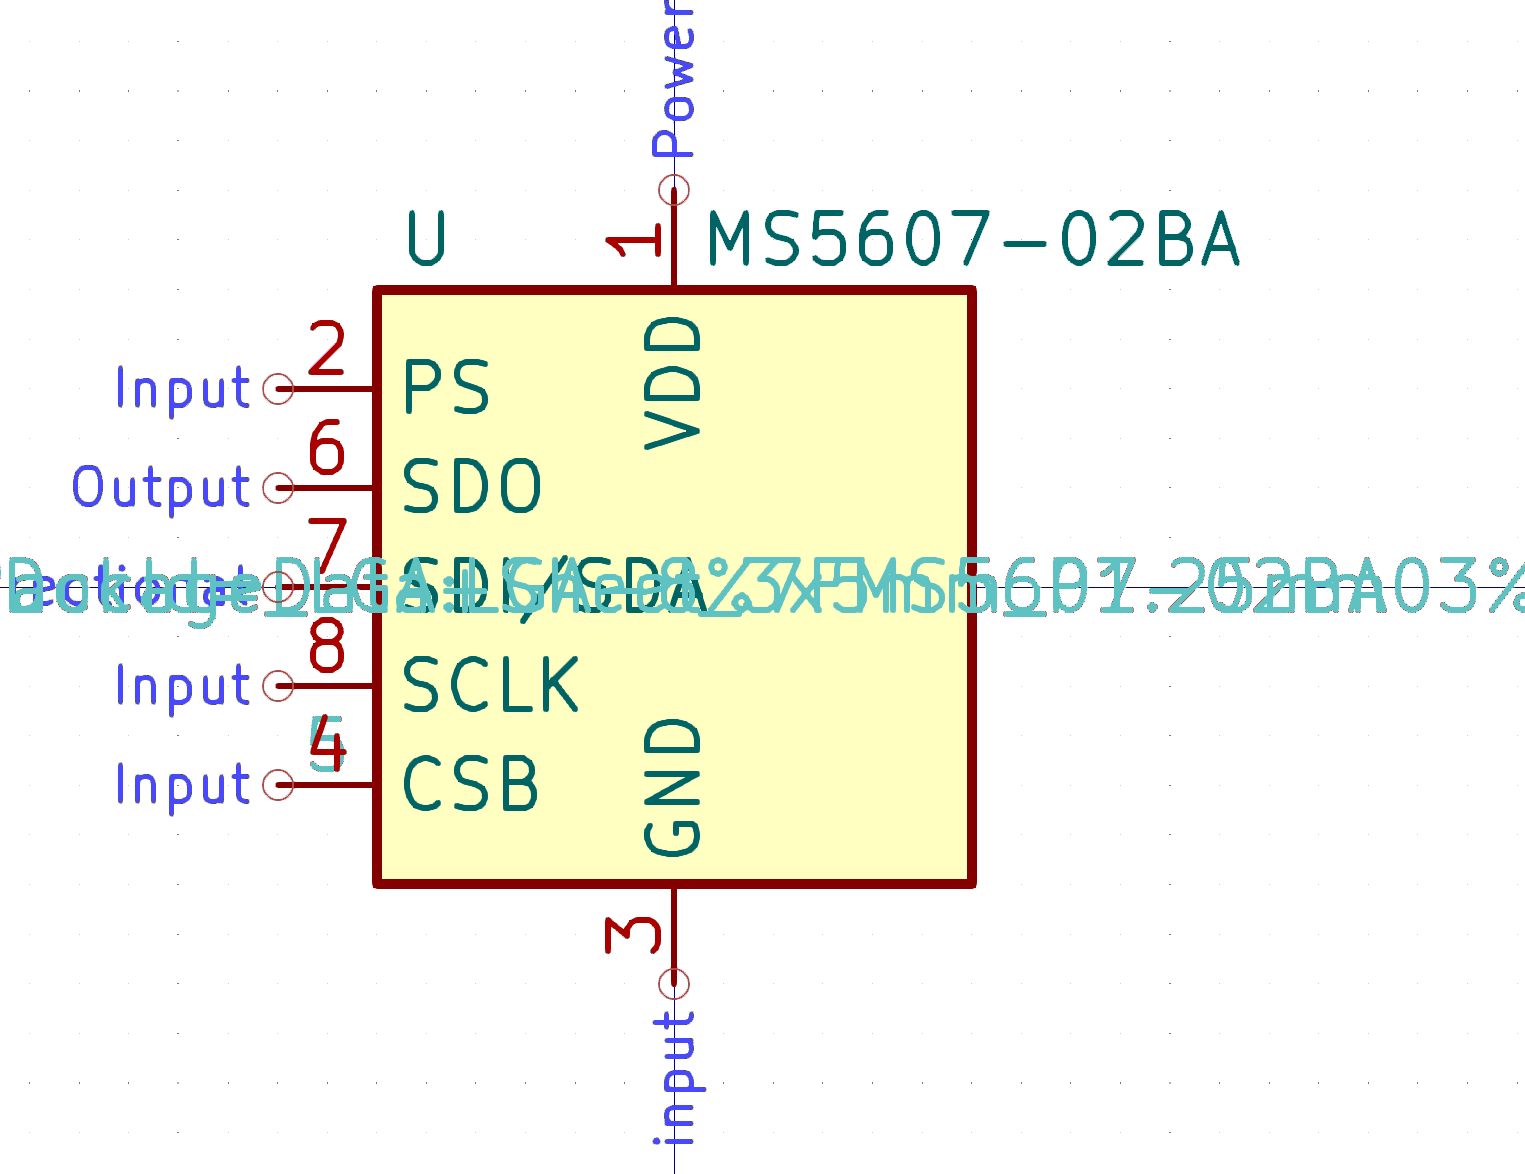 Power
U
1
MS5607-02BA
2
Input
PS
VDD
6
Output
SDO
7
SDI/SDA
8
Input
SCLK
5
4
Input
CSB
GND
3
input